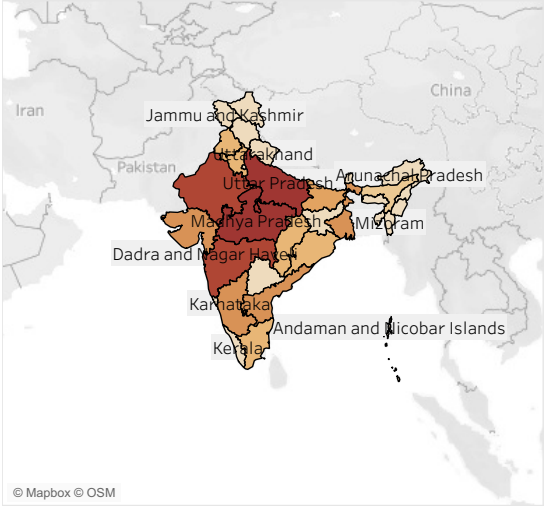 China
Iran
Jammu and Kashmir
Uttarakhand
Pakistan
Arunachal Pradesh
Uttar Pradesh
Madhya Pradesh
Mizoram
Dadra and Nagar Haveli
Karnataka
Andaman and Nicobar Islands
Kerala
© Mapbox © OSM